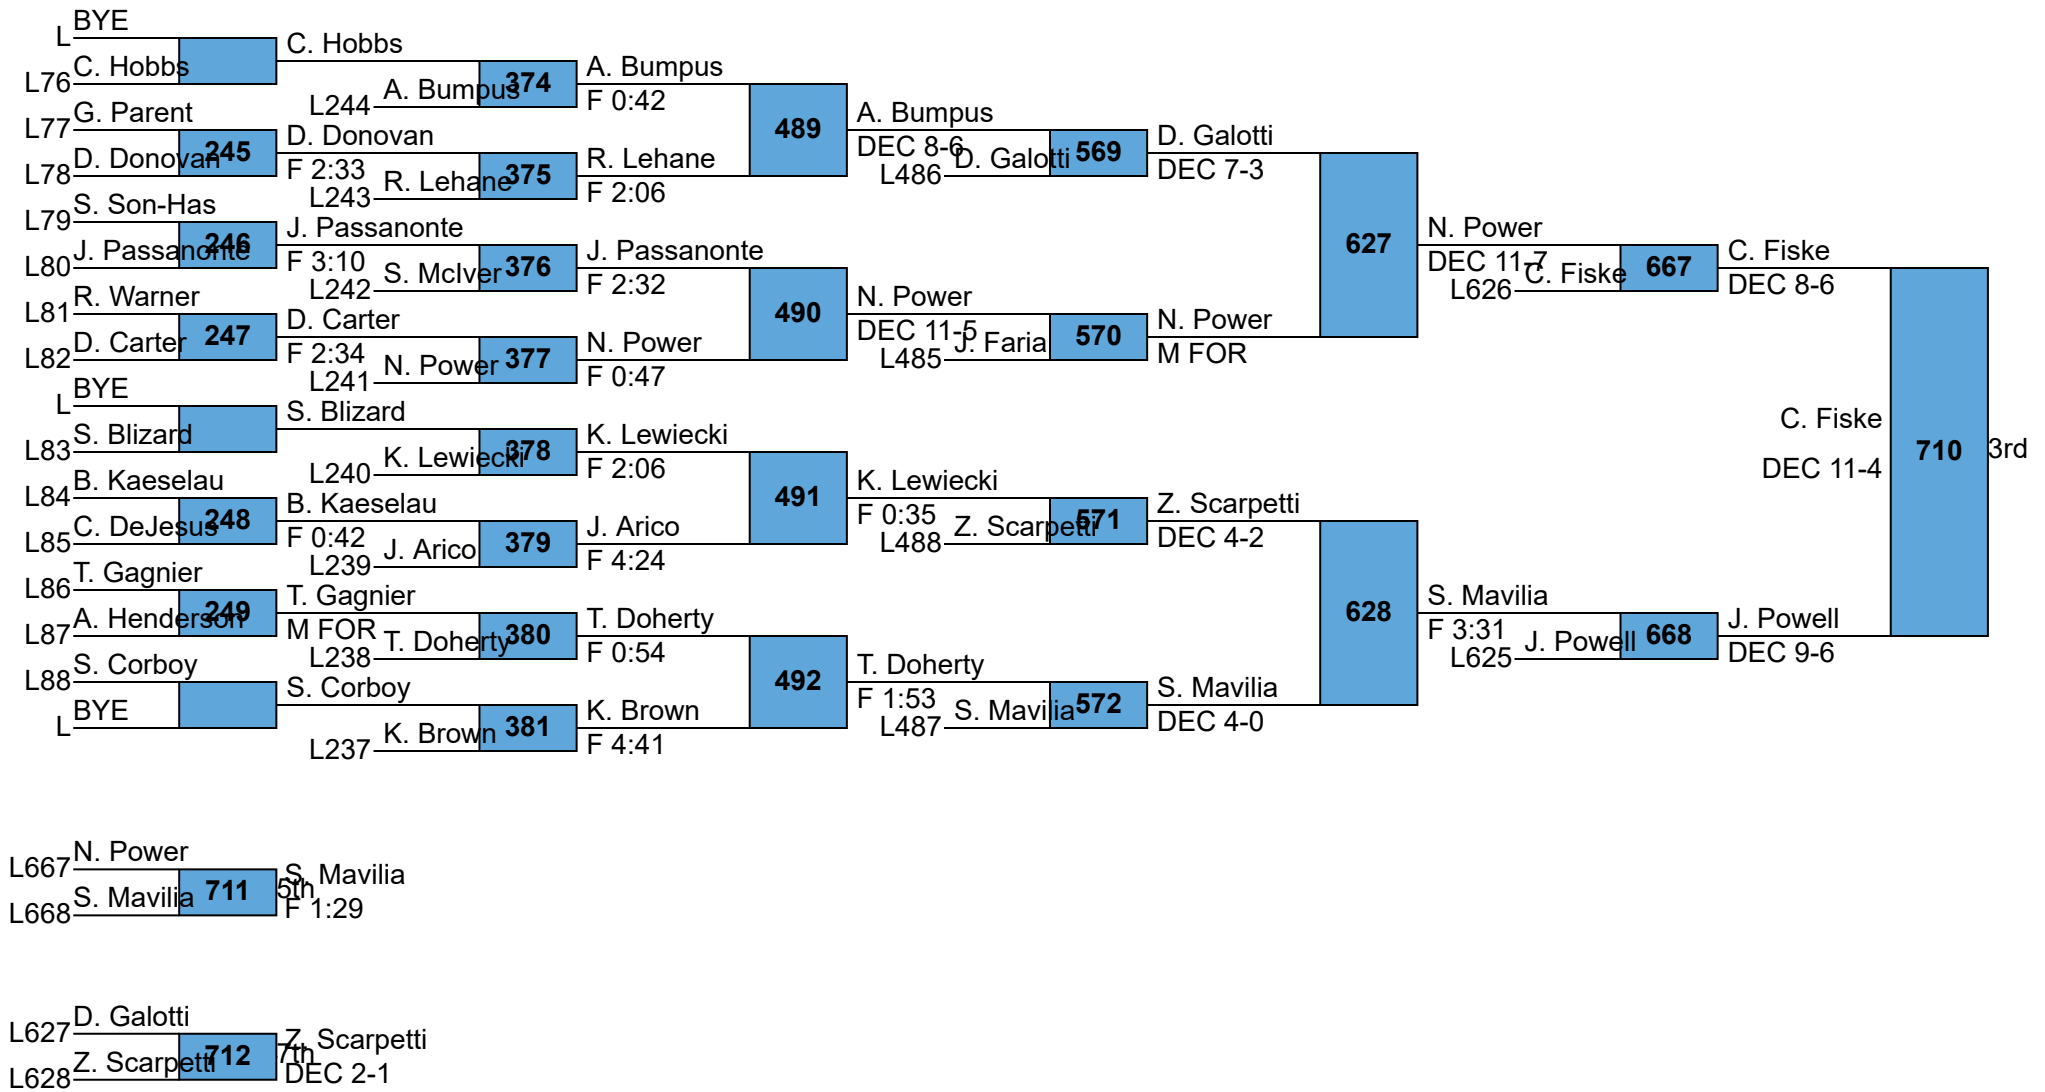 BYE
L
C. Hobbs
L76
C. Hobbs
374
A. Bumpus
L244
A. Bumpus
F 0:42
G. Parent
L77
245
D. Donovan
L78
D. Donovan
F 2:33
375
R. Lehane
L243
R. Lehane
F 2:06
489
A. Bumpus
DEC 8-6
S. Son-Has
L79
246
J. Passanonte
L80
J. Passanonte
F 3:10
376
S. McIver
L242
J. Passanonte
F 2:32
R. Warner
L81
247
D. Carter
L82
D. Carter
F 2:34
377
N. Power
L241
N. Power
F 0:47
490
N. Power
DEC 11-5
BYE
L
S. Blizard
L83
S. Blizard
378
K. Lewiecki
L240
K. Lewiecki
F 2:06
B. Kaeselau
L84
248
C. DeJesus
L85
B. Kaeselau
F 0:42
379
J. Arico
L239
J. Arico
F 4:24
491
K. Lewiecki
F 0:35
T. Gagnier
L86
249
A. Henderson
L87
T. Gagnier
M FOR
380
T. Doherty
L238
T. Doherty
F 0:54
S. Corboy
L88
BYE
L
S. Corboy
381
K. Brown
L237
K. Brown
F 4:41
492
T. Doherty
F 1:53
569
D. Galotti
L486
D. Galotti
DEC 7-3
570
J. Faria
L485
N. Power
M FOR
627
N. Power
DEC 11-7
571
Z. Scarpetti
L488
Z. Scarpetti
DEC 4-2
572
S. Mavilia
L487
S. Mavilia
DEC 4-0
628
S. Mavilia
F 3:31
667
C. Fiske
L626
C. Fiske
DEC 8-6
668
J. Powell
L625
J. Powell
DEC 9-6
C. Fiske
DEC 11-4
710
3rd
N. Power
L667
711
S. Mavilia
L668
S. Mavilia
5th
F 1:29
D. Galotti
L627
712
Z. Scarpetti
L628
Z. Scarpetti
7th
DEC 2-1